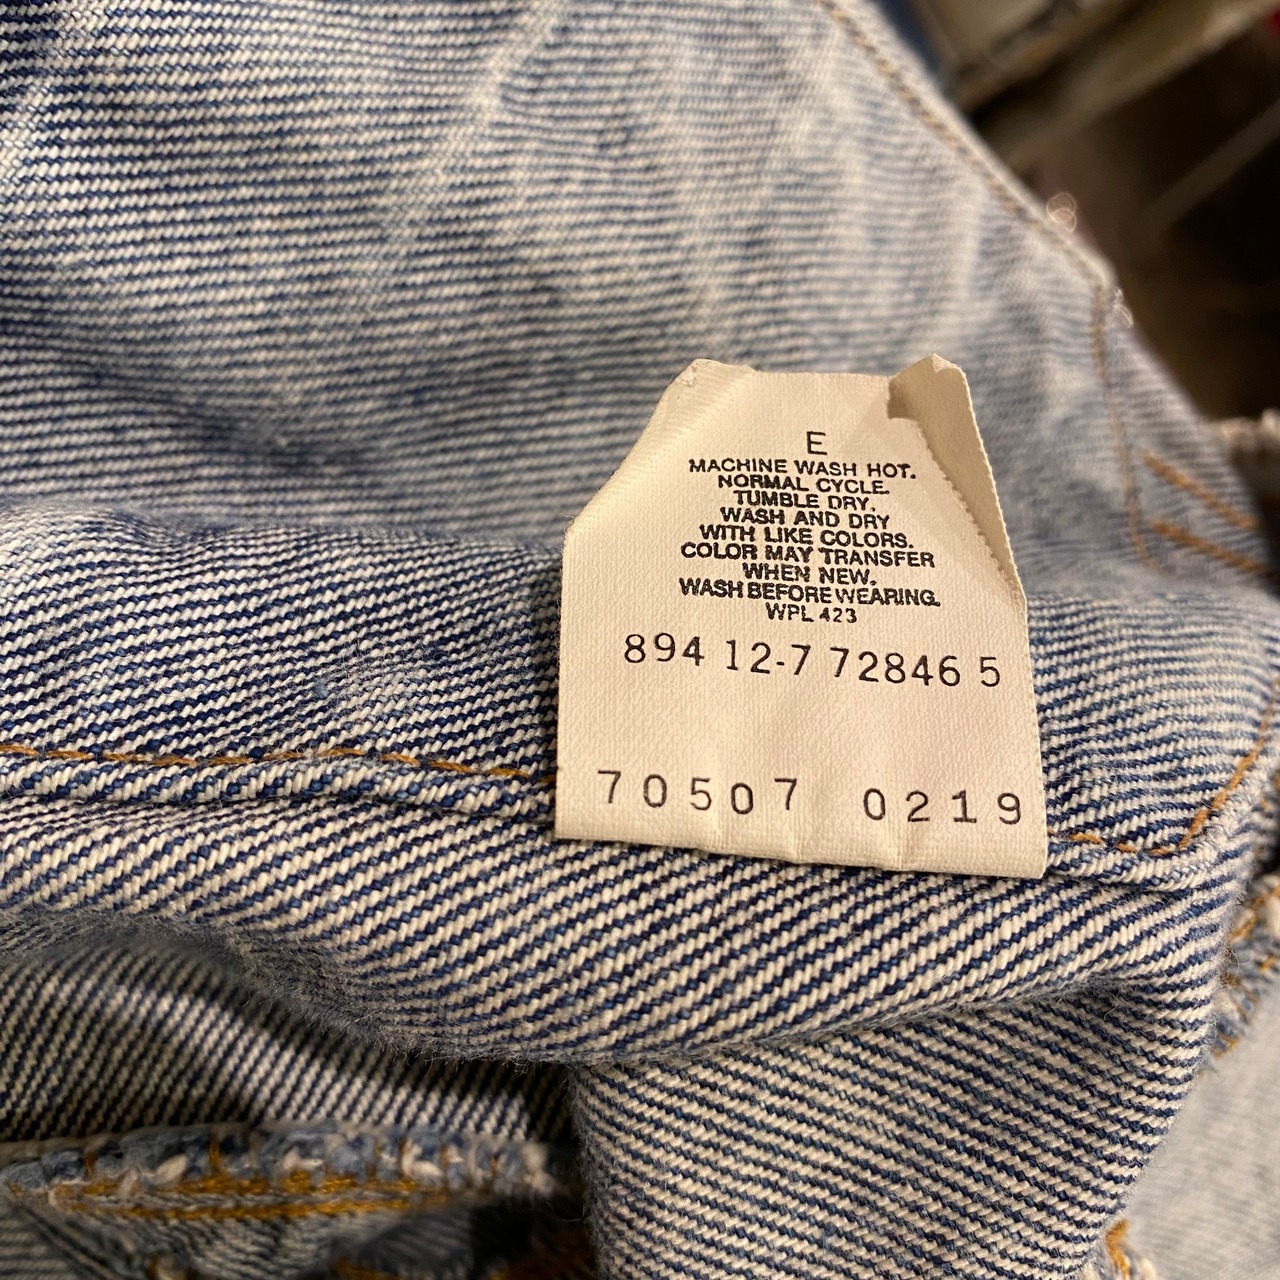 E
MACHINE WASH HOT.
NORMAL CYCLE.
TUMBLE DRY.
WASH AND DRY
WITH LIKE COLORS.
COLOR MAY TRANSFER
WHEN NEW.
WASH BEFORE WEARING.
WPL 423
894 12-7 72846 5
70507 0219